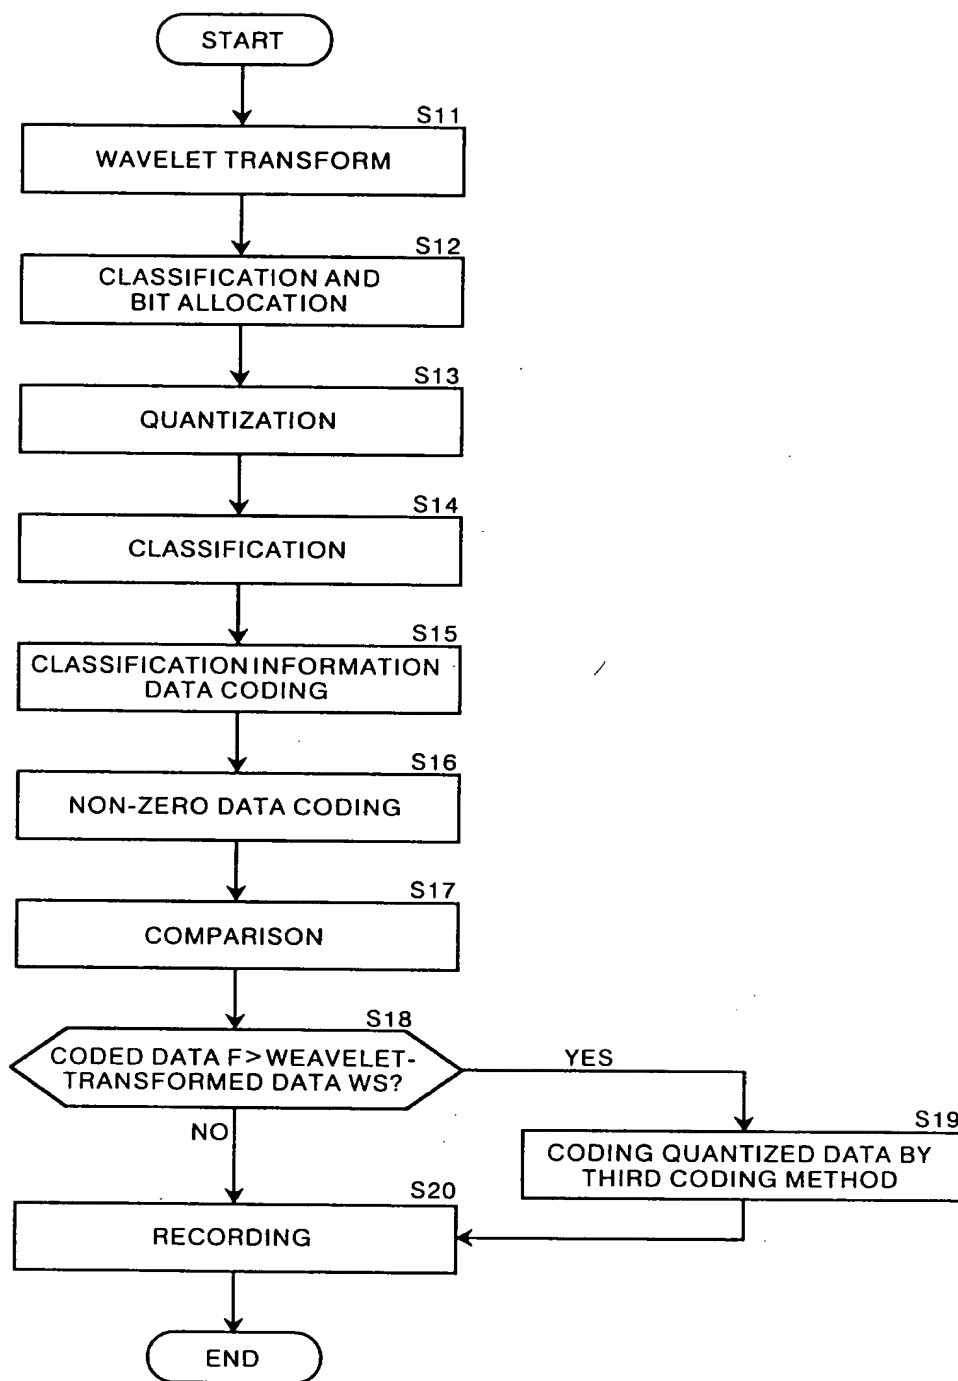 START
S11
WAVELET TRANSFORM
S12
CLASSIFICATION AND
BIT ALLOCATION
S13
QUANTIZATION
S14
CLASSIFICATION
S15
CLASSIFICATION INFORMATION
DATA CODING
S16
NON-ZERO DATA CODING
S17
COMPARISON
S18
CODED DATA F>WEAVELET-
TRANSFORMED DATA WS?
YES
NO
S19
CODING QUANTIZED DATA BY
THIRD CODING METHOD
S20
RECORDING
END